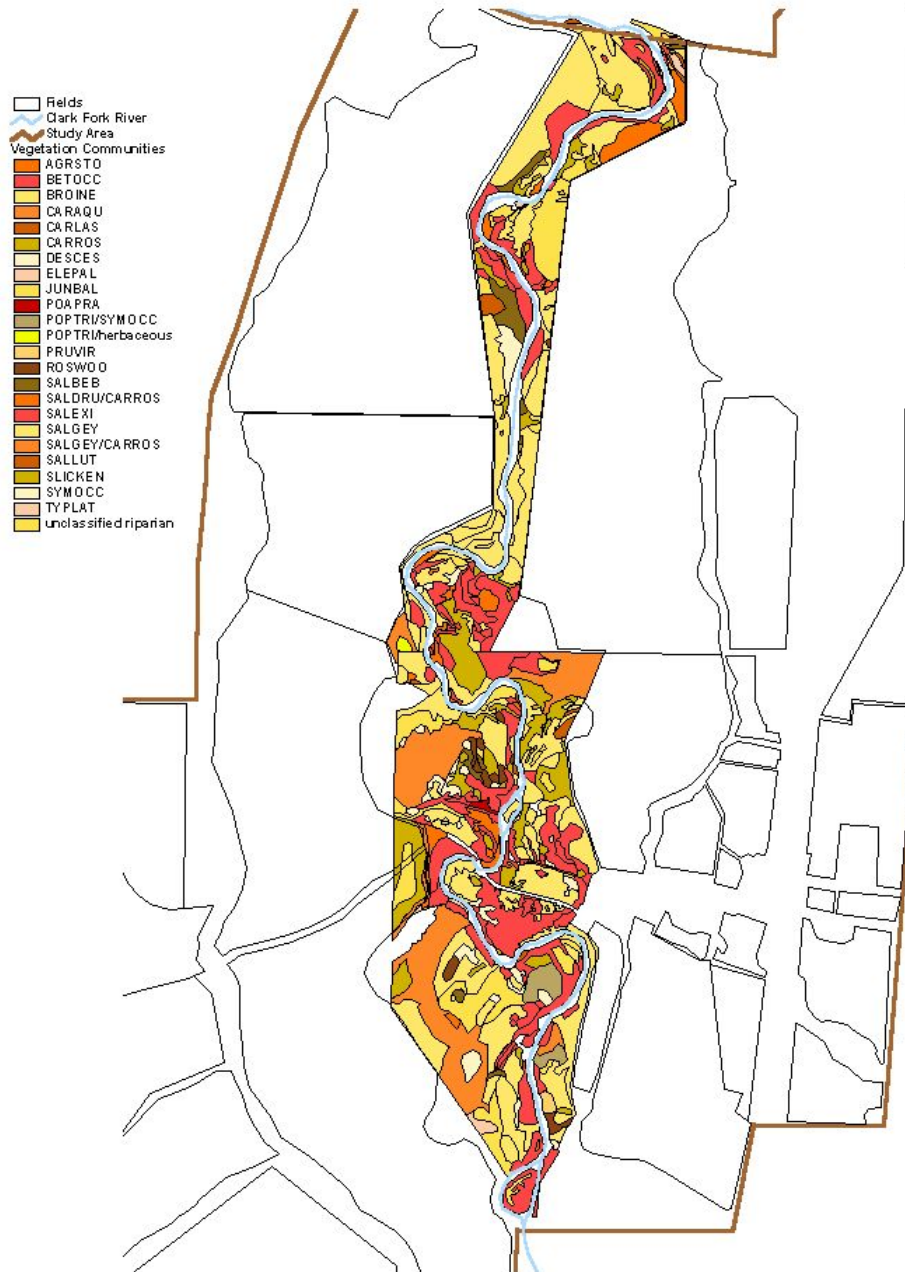 Fields
Clark Fork River
Study Area
Vegetation Communities
AGRSTO
BETOCC
BROINE
CARAQU
CARLAS
CARROS
DESCES
ELEPAL
JUNBAL
POAPRA
POPTRI/SYMOCC
POPTRI/herbaceous
PRUVIR
ROSWOO
SALBEB
SALDRU/CARROS
SALEXI
SALGEY
SALGEY/CARROS
SALLUT
SLICKEN
SYMOCC
TYPLAT
unclassified riparian